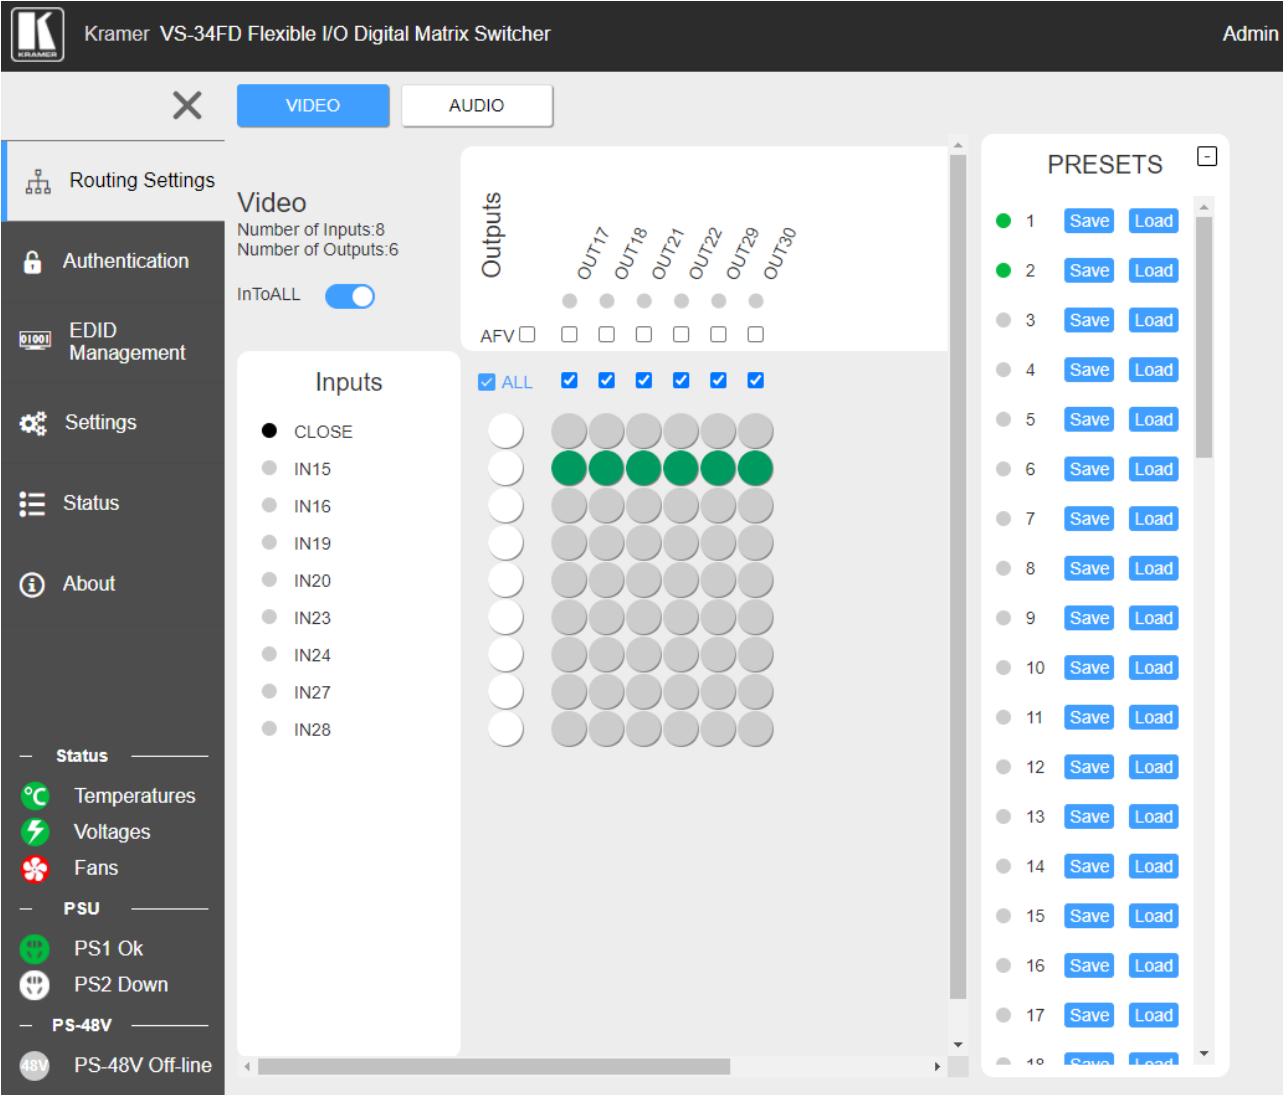 KRAMER
Kramer VS-34FD Flexible I/O Digital Matrix Switcher
Admin
VIDEO
AUDIO
Routing Settings
Authentication
01001
EDID
Management
Settings
Status
About
Status
°C
Temperatures
Voltages
Fans
PSU
PS1 Ok
PS2 Down
PS-48V
48V
PS-48V Off-line
Video
Number of Inputs:8
Number of Outputs:6
InToALL
Outputs
OUT17
OUT18
OUT21
OUT22
OUT29
OUT30
AFV
Inputs
ALL
CLOSE
IN15
IN16
IN19
IN20
IN23
IN24
IN27
IN28
PRESETS
1 Save Load
2 Save Load
3 Save Load
4 Save Load
5 Save Load
6 Save Load
7 Save Load
8 Save Load
9 Save Load
10 Save Load
11 Save Load
12 Save Load
13 Save Load
14 Save Load
15 Save Load
16 Save Load
17 Save Load
18 Save Load